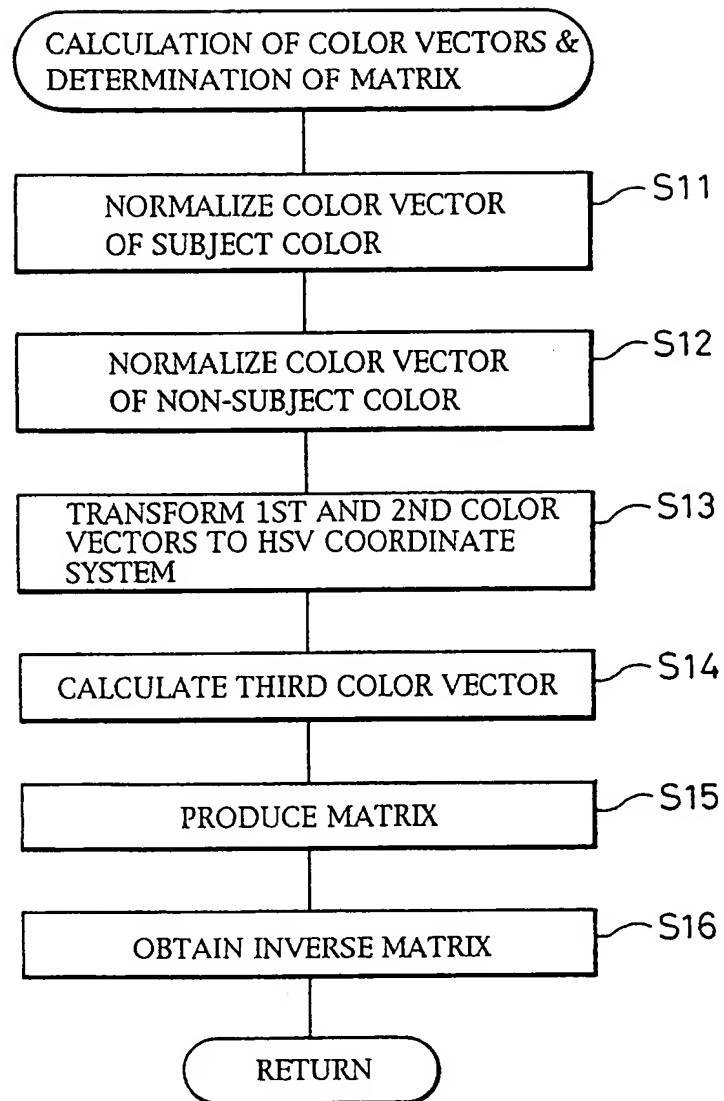 CALCULATION OF COLOR VECTORS &
DETERMINATION OF MATRIX
NORMALIZE COLOR VECTOR
OF SUBJECT COLOR
S11
NORMALIZE COLOR VECTOR
OF NON-SUBJECT COLOR
S12
TRANSFORM 1ST AND 2ND COLOR
VECTORS TO HSV COORDINATE
SYSTEM
S13
CALCULATE THIRD COLOR VECTOR
S14
PRODUCE MATRIX
S15
OBTAIN INVERSE MATRIX
S16
RETURN